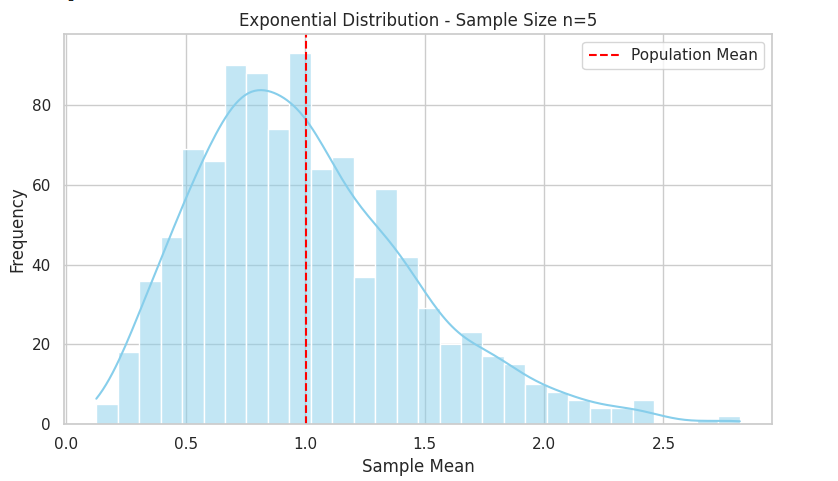 Exponential Distribution - Sample Size n=5
Population Mean
Frequency
80
60
40
20
0
0.0 0.5 1.0 1.5 2.0 2.5
Sample Mean